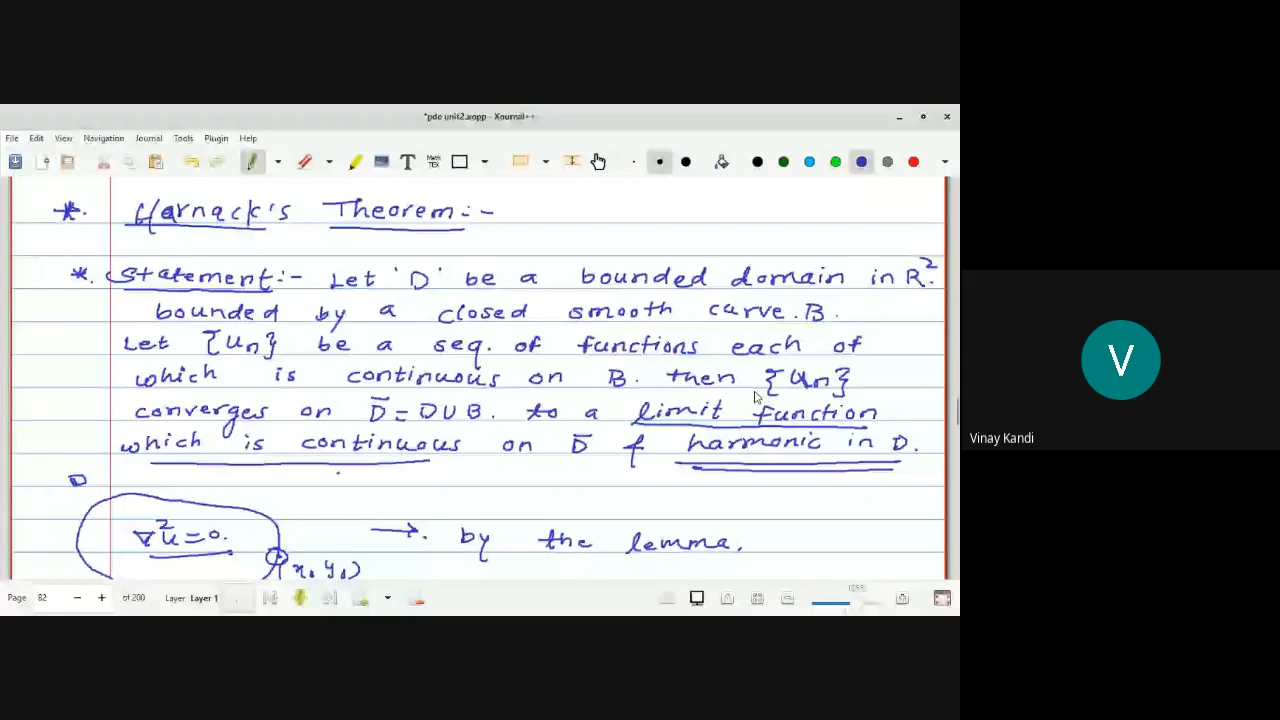 *pde unit2.xopp - Xournal++
File Edit View Navigation Journal Tools Plugin Help
*. Harnack's Theorem:-
*. Statement:- Let 'D' be a bounded domain in R².
bounded by a closed smooth curve. B.
Let {un} be a seq. of functions each of
which is continuous on B. then {un}
converges on D̄ = D∪B. to a limit function
which is continuous on D̄ & harmonic in D.
D
∇²u = 0. → by the lemma.
(x₀ y₀)
Page 82 of 200 Layer Layer 1
V
Vinay Kandi